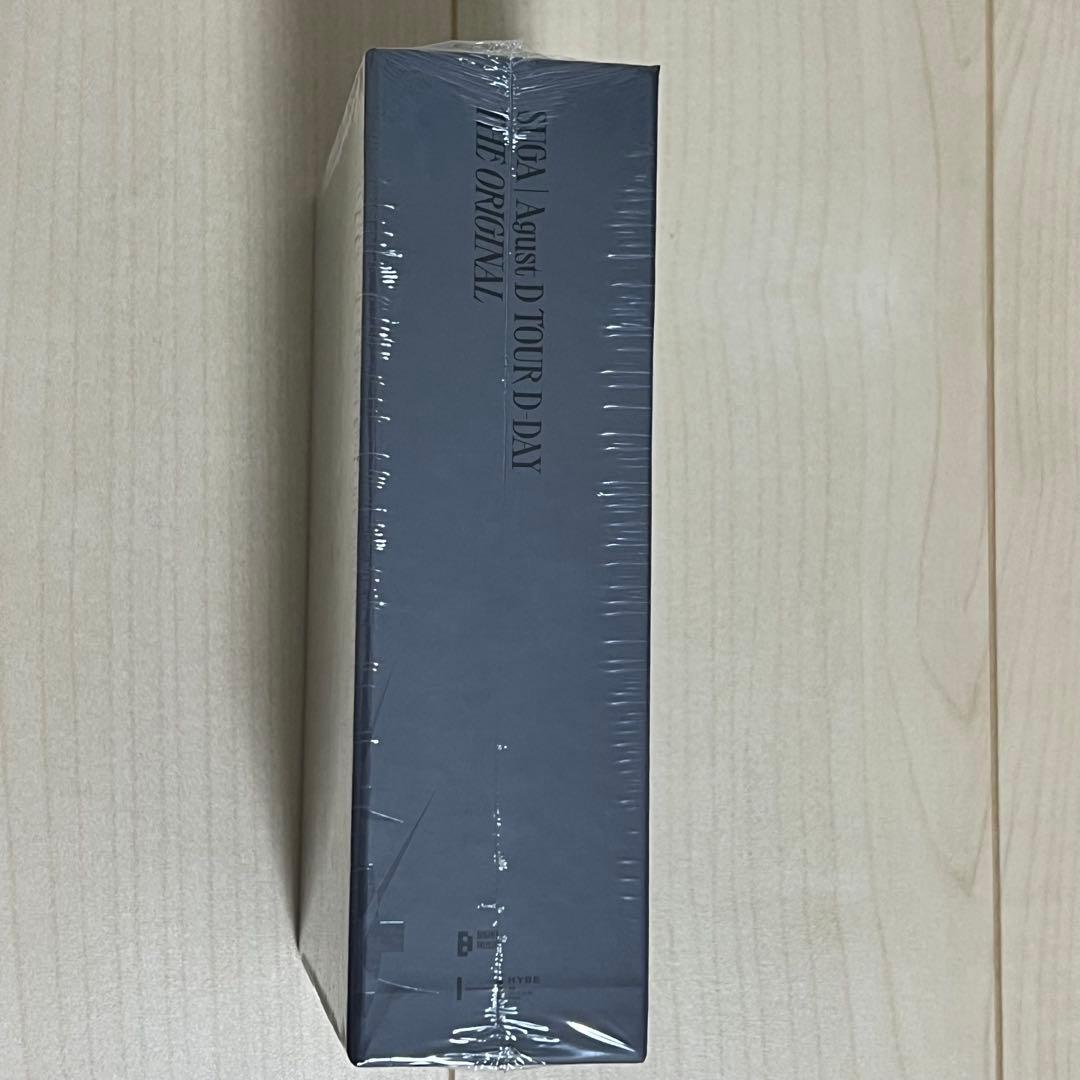 SUGA | Agust D TOUR D-DAY
THE ORIGINAL
HYBE